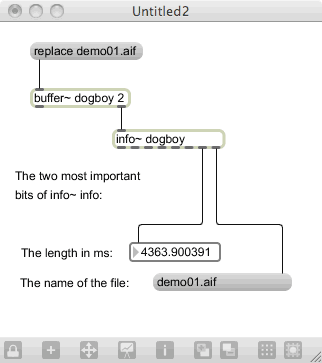 Untitled2
replace demo01.aif
buffer~ dogboy 2
info~ dogboy
The two most important
bits of info~ info:
The length in ms: 4363.900391
The name of the file: demo01.aif